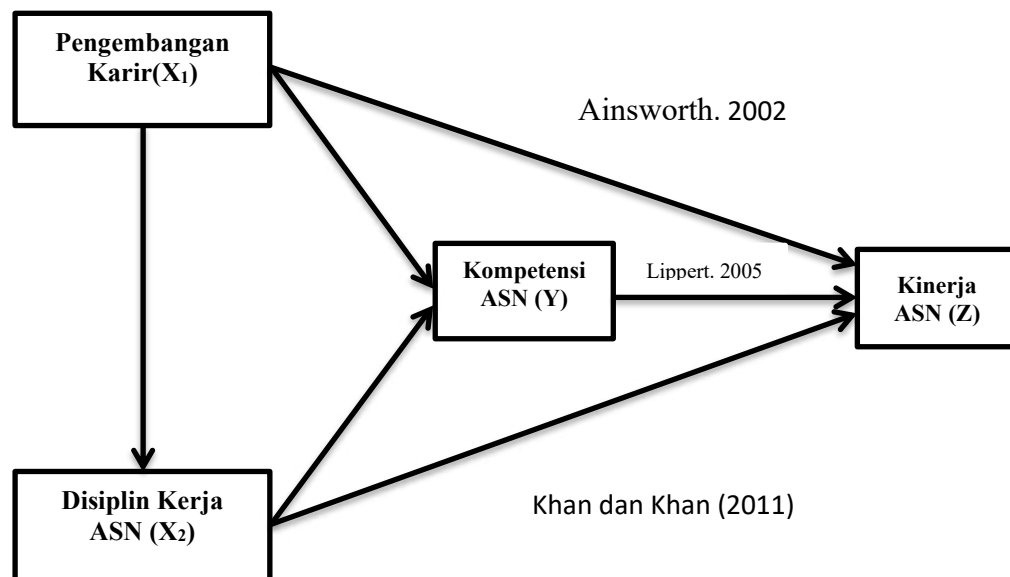 Pengembangan
Karir(X₁)
Ainsworth. 2002
Kompetensi
ASN (Y)
Lippert. 2005
Kinerja
ASN (Z)
Disiplin Kerja
ASN (X₂)
Khan dan Khan (2011)